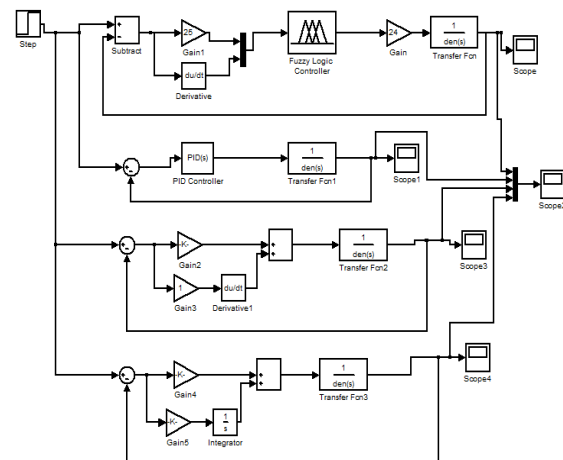 Step
+
-
Subtract
25
Gain1
du/dt
Derivative
Fuzzy Logic
Controller
24
Gain
1
den(s)
Transfer Fcn
Scope
PID(s)
PID Controller
1
den(s)
Transfer Fcn1
Scope1
Scope2
-K-
Gain2
1
Gain3
du/dt
Derivative1
+
+
1
den(s)
Transfer Fcn2
Scope3
-K-
Gain4
-K-
Gain5
1
s
Integrator
+
+
1
den(s)
Transfer Fcn3
Scope4